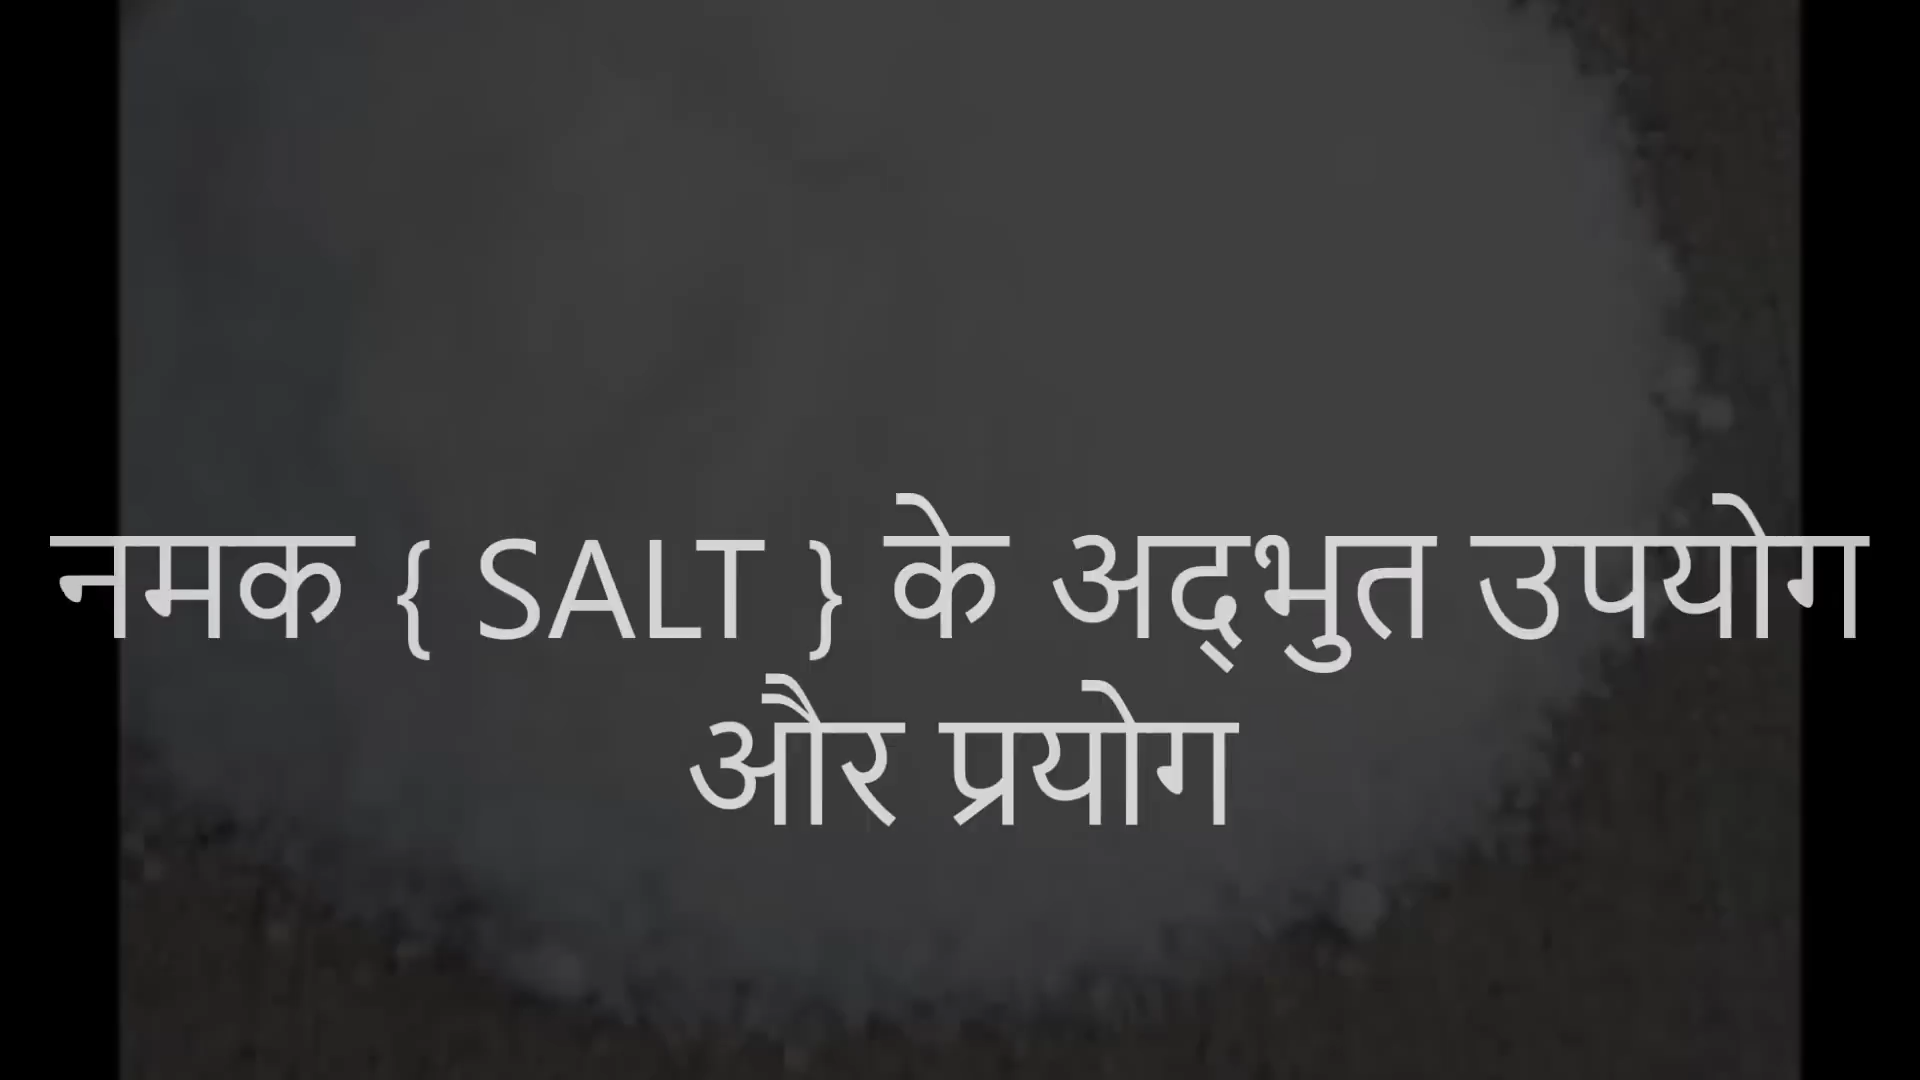 नमक { SALT } के अद्‌भुत उपयोग
और प्रयोग